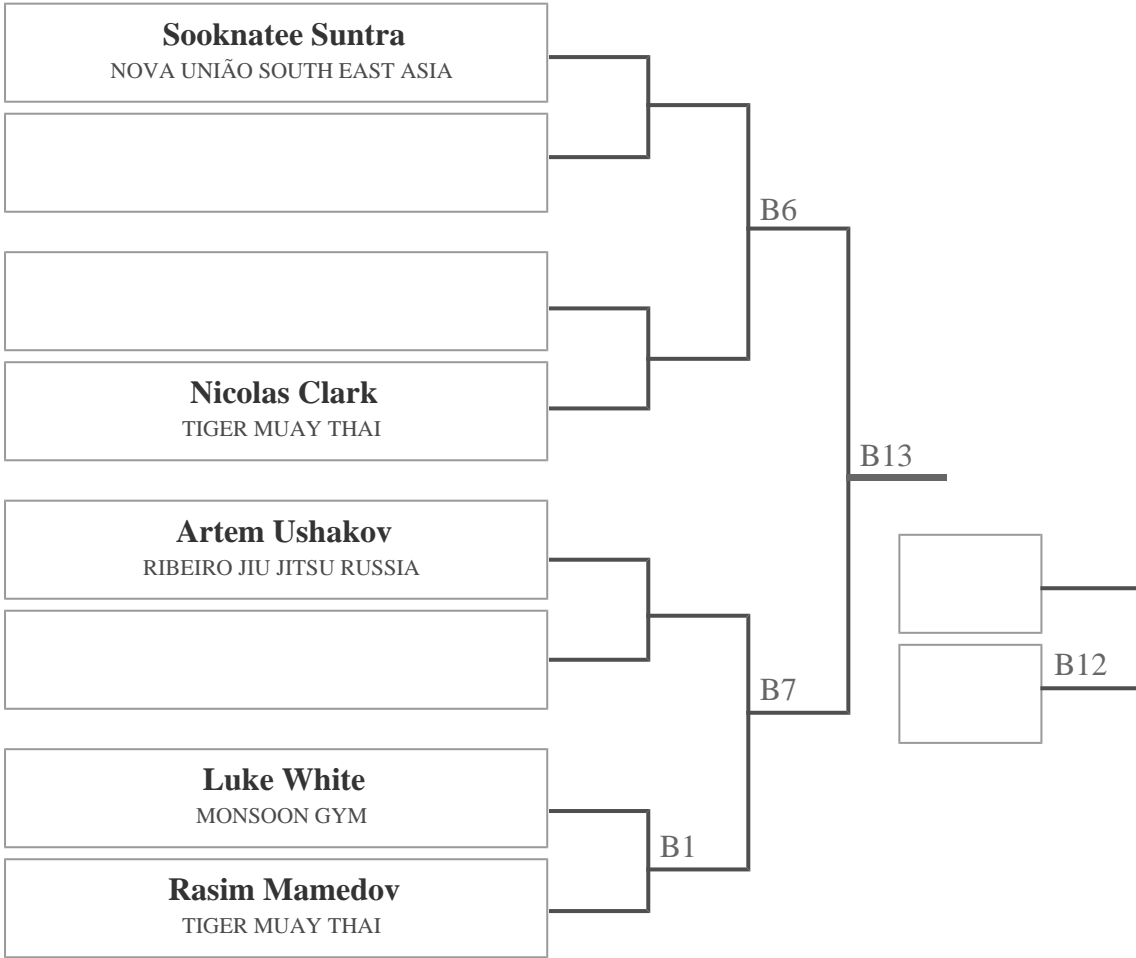 Sooknatee Suntra
NOVA UNIÃO SOUTH EAST ASIA
B6
Nicolas Clark
TIGER MUAY THAI
B13
Artem Ushakov
RIBEIRO JIU JITSU RUSSIA
B12
B7
Luke White
MONSOON GYM
B1
Rasim Mamedov
TIGER MUAY THAI